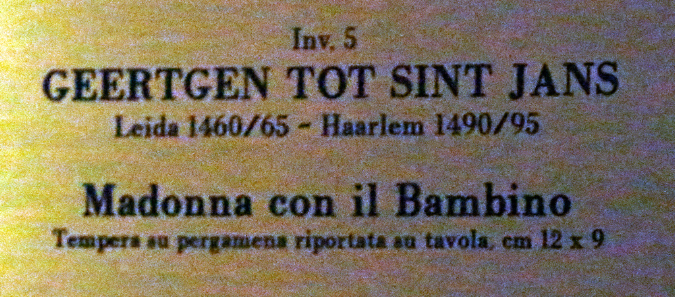 Inv. 5
GEERTGEN TOT SINT JANS
Leida 1460/65 - Haarlem 1490/95
Madonna con il Bambino
Tempera su pergamena riportata su tavola, cm 12 x 9